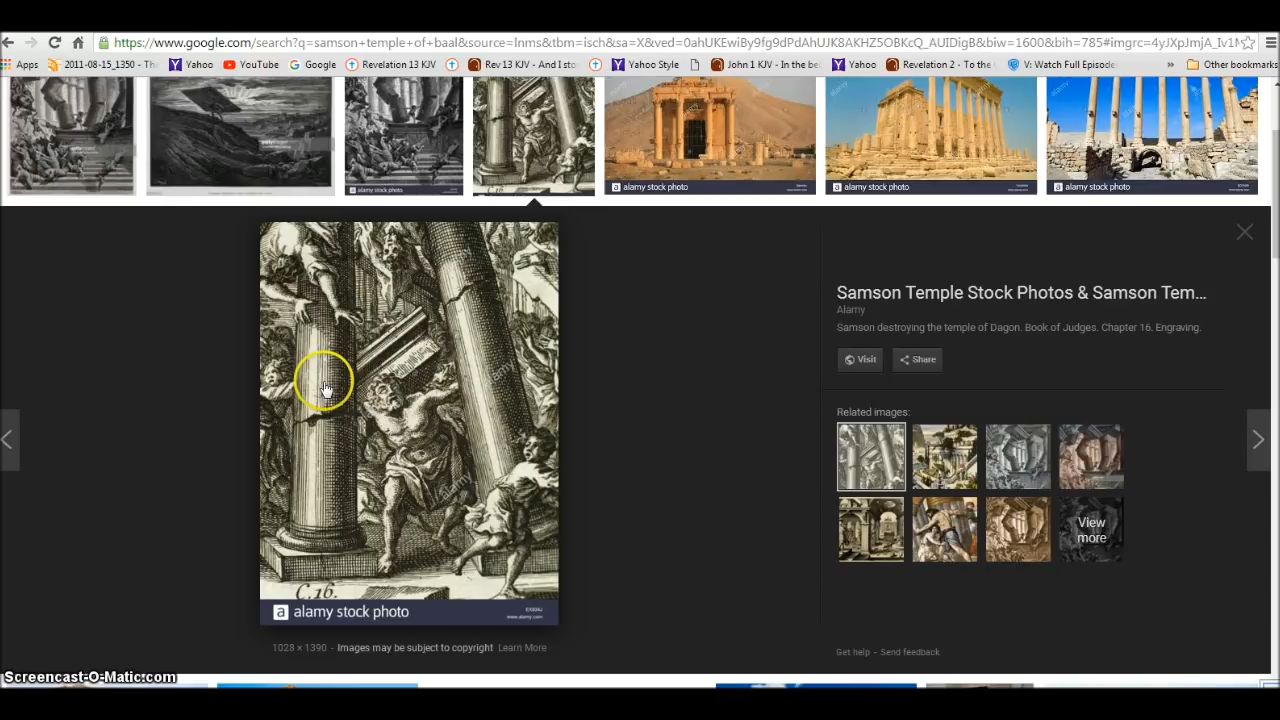 https://www.google.com/search?q=samson+temple+of+baal&source=lnms&tbm=isch&sa=X&ved=0ahUKEwiBy9fg9dPdAhUJK8AKHZ5OBKcQ_AUIDigB&biw=1600&bih=785#imgrc=4yJXpJmjA_Iv1M
Apps 2011-08-15_1350 - Th Yahoo YouTube Google Revelation 13 KJV Rev 13 KJV - And I sto Yahoo Style John 1 KJV - In the be Yahoo Revelation 2 - To the V: Watch Full Episode » Other bookmarks
a alamy stock photo
a alamy stock photo
a alamy stock photo
a alamy stock photo
Samson Temple Stock Photos & Samson Tem...
Alamy
Samson destroying the temple of Dagon. Book of Judges. Chapter 16. Engraving.
Visit Share
Related images:
View
more
C.16.
a alamy stock photo
www.alamy.com
1028 × 1390 - Images may be subject to copyright Learn More
Get help - Send feedback
Screencast-O-Matic.com